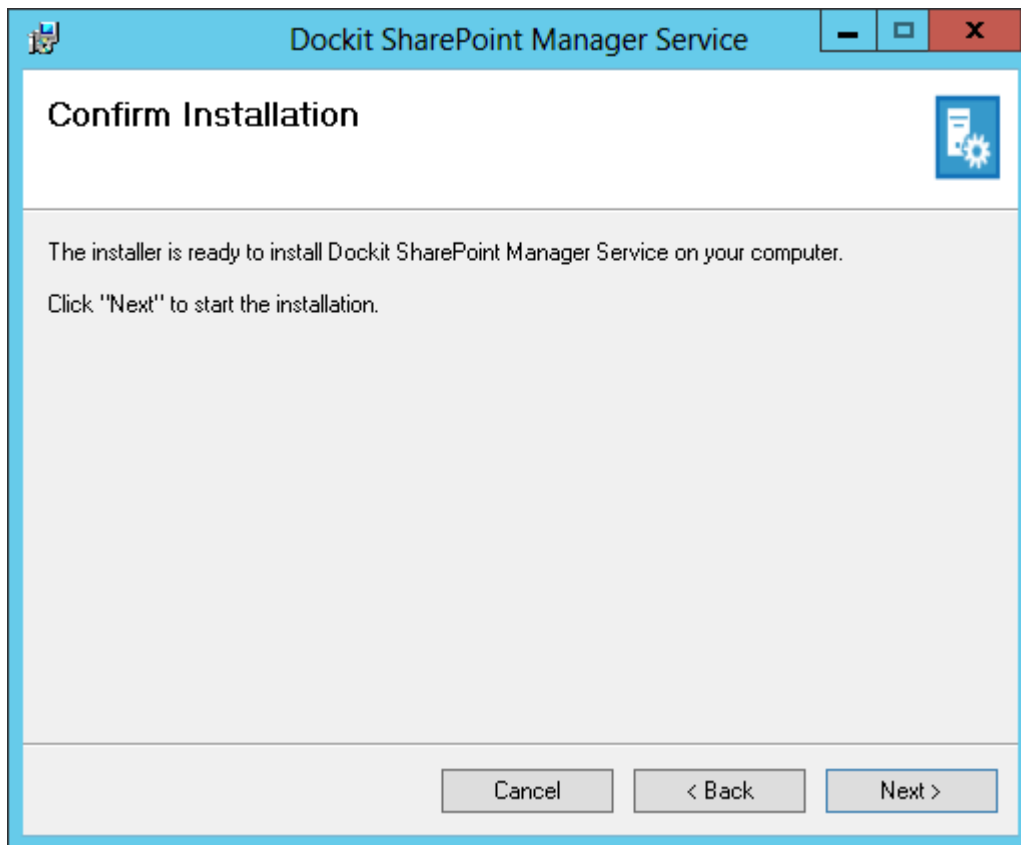 Dockit SharePoint Manager Service
Confirm Installation
The installer is ready to install Dockit SharePoint Manager Service on your computer.
Click "Next" to start the installation.
Cancel
< Back
Next >